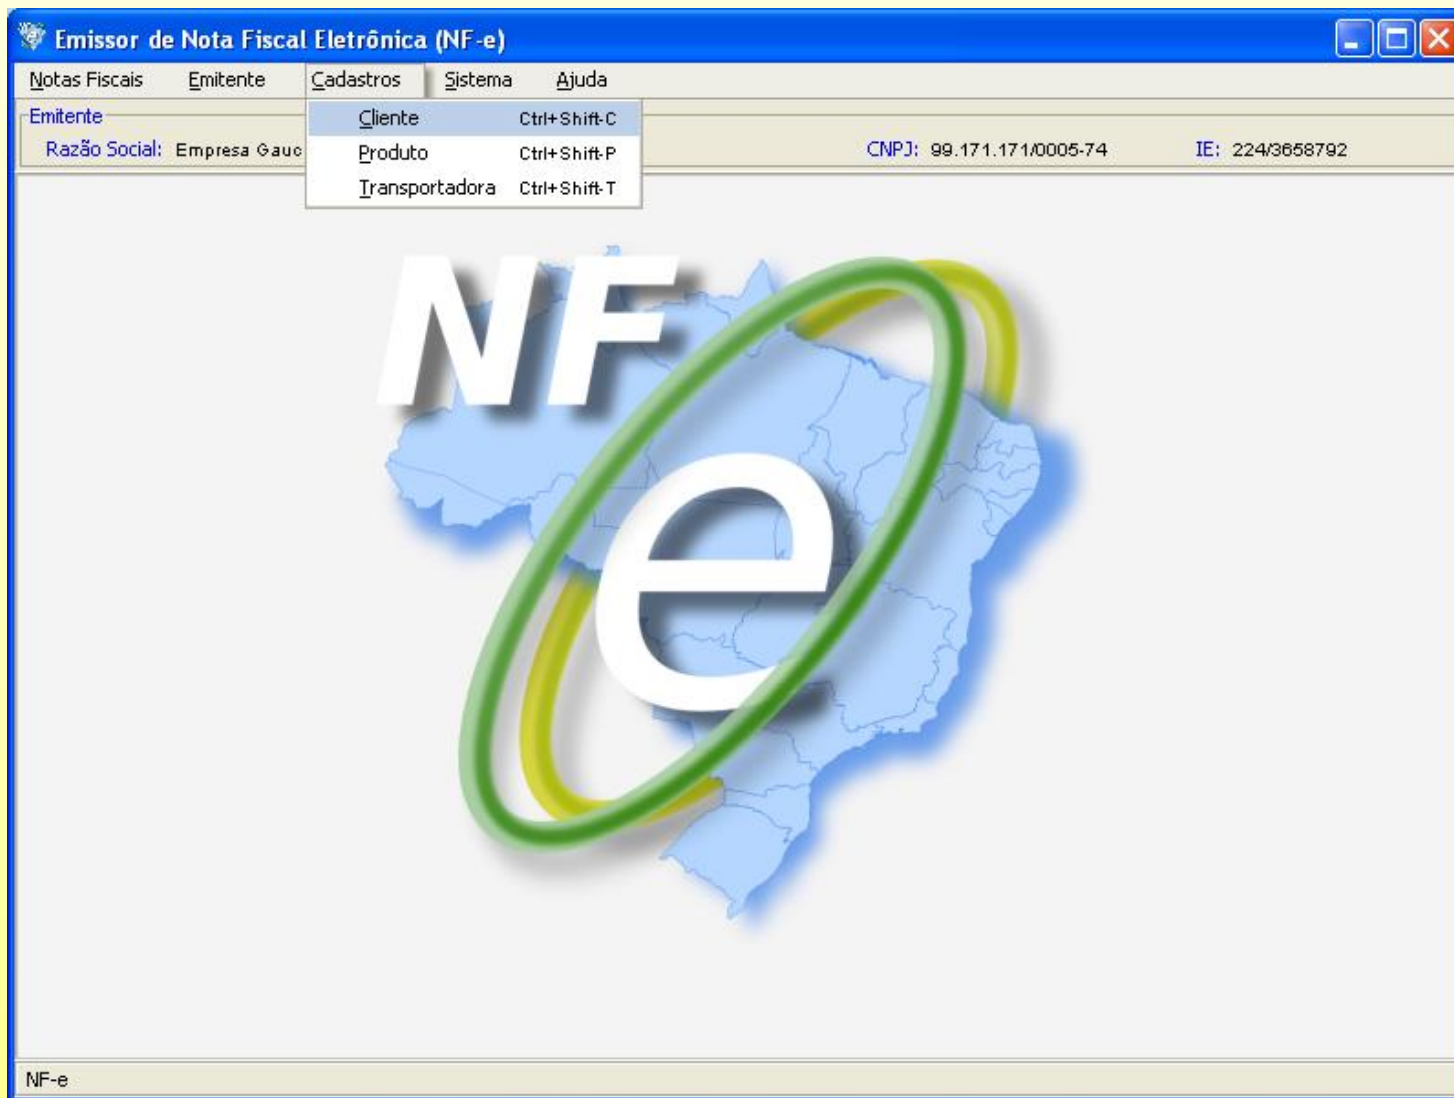 Emissor de Nota Fiscal Eletrônica (NF-e)
Notas Fiscais Emitente Cadastros Sistema Ajuda
Emitente
Cliente Ctrl+Shift-C
Razão Social: Empresa Gauc CNPJ: 99.171.171/0005-74 IE: 224/3658792
Produto Ctrl+Shift-P
Transportadora Ctrl+Shift-T
NF
e
NF-e